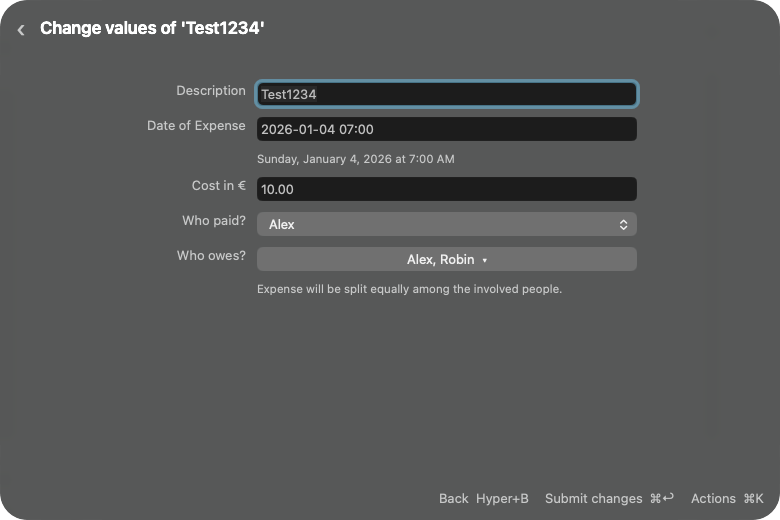 ‹ Change values of 'Test1234'
Description Test1234
Date of Expense 2026-01-04 07:00
Sunday, January 4, 2026 at 7:00 AM
Cost in € 10.00
Who paid? Alex
Who owes? Alex, Robin ▾
Expense will be split equally among the involved people.
Back Hyper+B Submit changes ⌘↩ Actions ⌘K